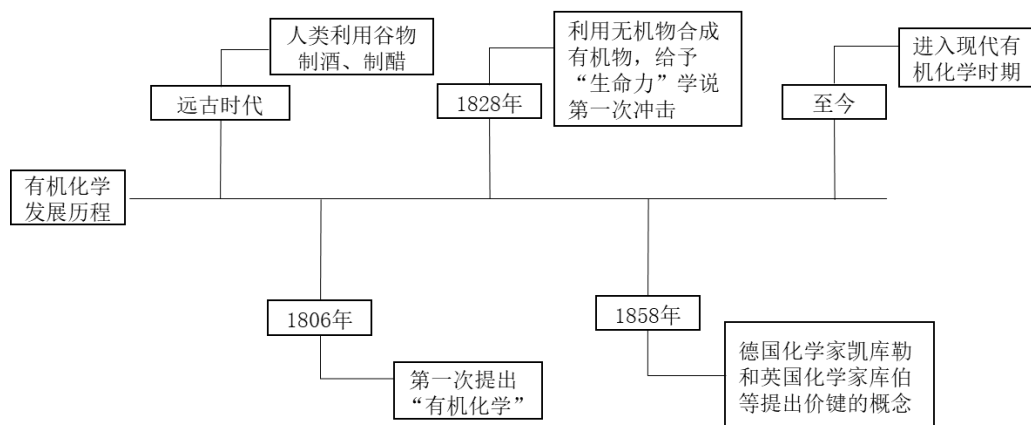 人类利用谷物
制酒、制醋
远古时代
利用无机物合成
有机物，给予
“生命力”学说
第一次冲击
1828年
进入现代有
机化学时期
至今
有机化学
发展历程
1806年
第一次提出
“有机化学”
1858年
德国化学家凯库勒
和英国化学家库伯
等提出价键的概念